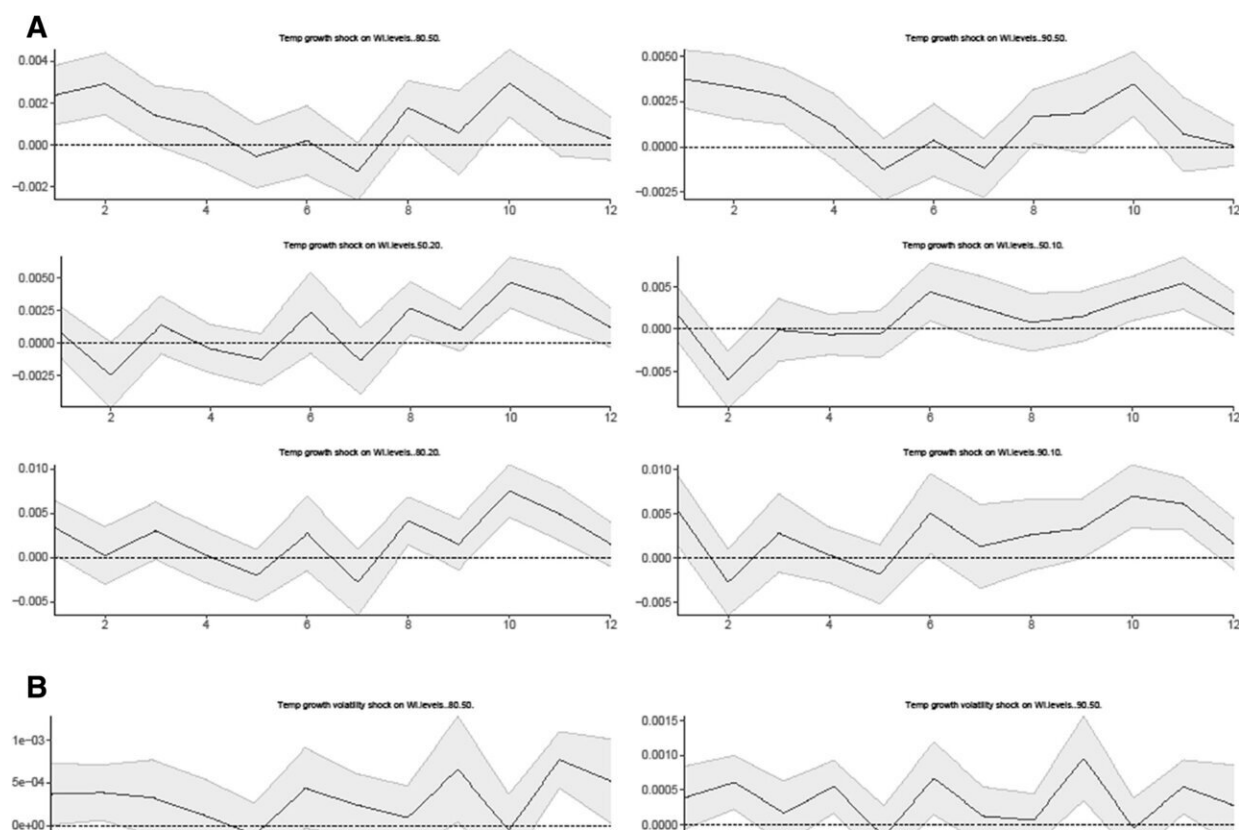 A
Temp growth shock on WI.levels..80.50.
Temp growth shock on WI.levels..90.50.
0.004
0.002
0.000
−0.002
2 4 6 8 10 12
0.0050
0.0025
0.0000
−0.0025
2 4 6 8 10 12
Temp growth shock on WI.levels.50.20.
Temp growth shock on WI.levels..50.10.
0.0050
0.0025
0.0000
−0.0025
2 4 6 8 10 12
0.005
0.000
−0.005
2 4 6 8 10 12
Temp growth shock on WI.levels..80.20.
Temp growth shock on WI.levels.90.10.
0.010
0.005
0.000
−0.005
2 4 6 8 10 12
0.010
0.005
0.000
−0.005
2 4 6 8 10 12
B
Temp growth volatility shock on WI.levels..80.50.
Temp growth volatility shock on WI.levels..90.50.
1e−03
5e−04
0e+00
0.0015
0.0010
0.0005
0.0000